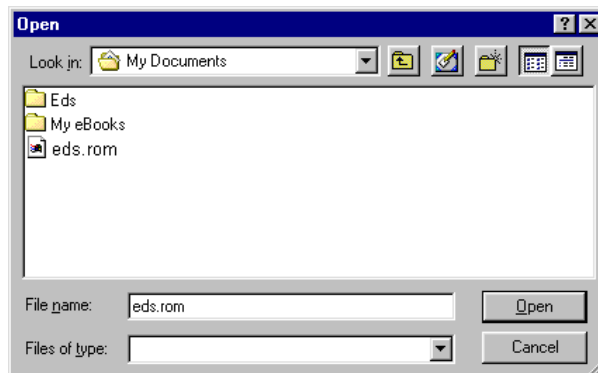 Open
Look in: My Documents
Eds
My eBooks
eds.rom
File name: eds.rom Open
Files of type: Cancel